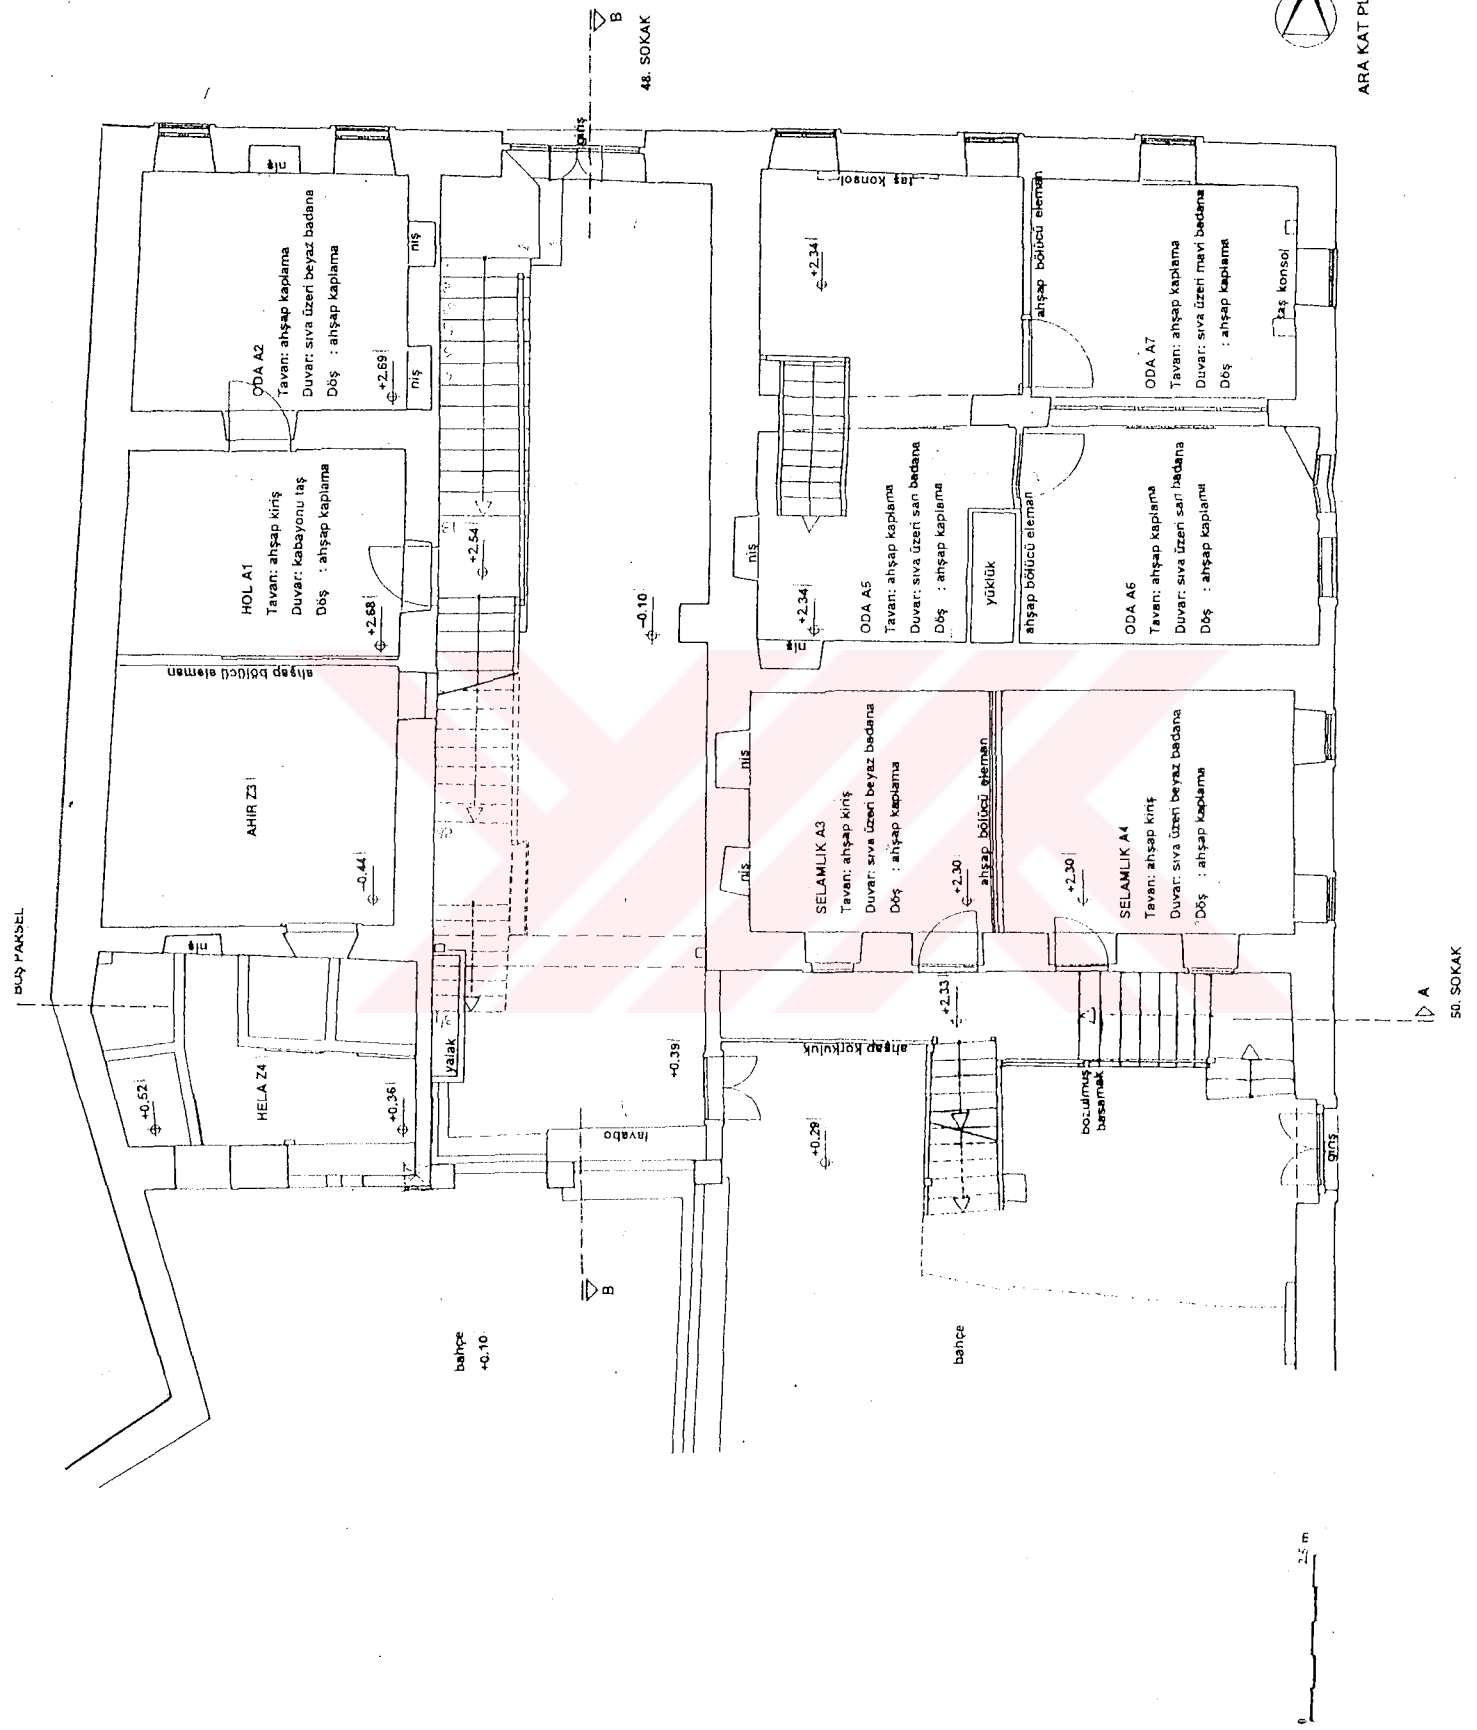 BOŞ PARSEL
48. SOKAK
B
giriş
ARA KAT PL
niş
ODA A2
Tavan: ahşap kaplama
Duvar: sıva üzeri beyaz badana
Döş : ahşap kaplama
+2.69
niş
niş
HOL A1
Tavan: ahşap kiriş
Duvar: kabayonu taş
Döş : ahşap kaplama
+2.68
ahşap bölücü eleman
AHIR Z3
-0.44
niş
HELA Z4
+0.52
+0.36
+2.54
-0.10
yalak
+0.39
lavabo
B
bahçe
+0.10
taş konsol
+2.34
ahşap bölücü eleman
ODA A7
Tavan: ahşap kaplama
Duvar: sıva üzeri mavi badana
Döş : ahşap kaplama
taş konsol
niş
+2.34
niş
ODA A5
Tavan: ahşap kaplama
Duvar: sıva üzeri sarı badana
Döş : ahşap kaplama
yüklük
ahşap bölücü eleman
ODA A6
Tavan: ahşap kaplama
Duvar: sıva üzeri sarı badana
Döş : ahşap kaplama
niş
niş
SELAMLIK A3
Tavan: ahşap kiriş
Duvar: sıva üzeri beyaz badana
Döş : ahşap kaplama
+2.30
ahşap bölücü eleman
+2.30
SELAMLIK A4
Tavan: ahşap kiriş
Duvar: sıva üzeri beyaz badana
Döş : ahşap kaplama
+2.33
ahşap korkuluk
+0.29
bozulmuş
basamak
giriş
bahçe
A
50. SOKAK
0
2.5 m